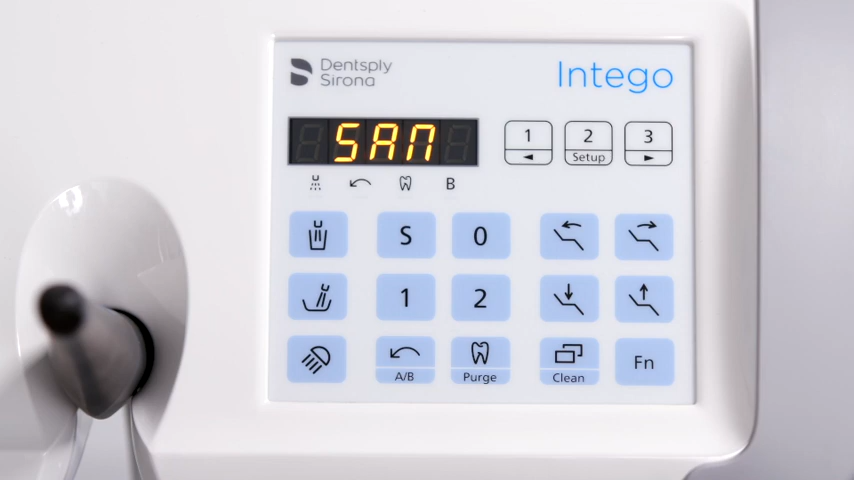 Dentsply
Sirona
Intego
SAN
1
2
Setup
3
B
S
0
1
2
A/B
Purge
Clean
Fn